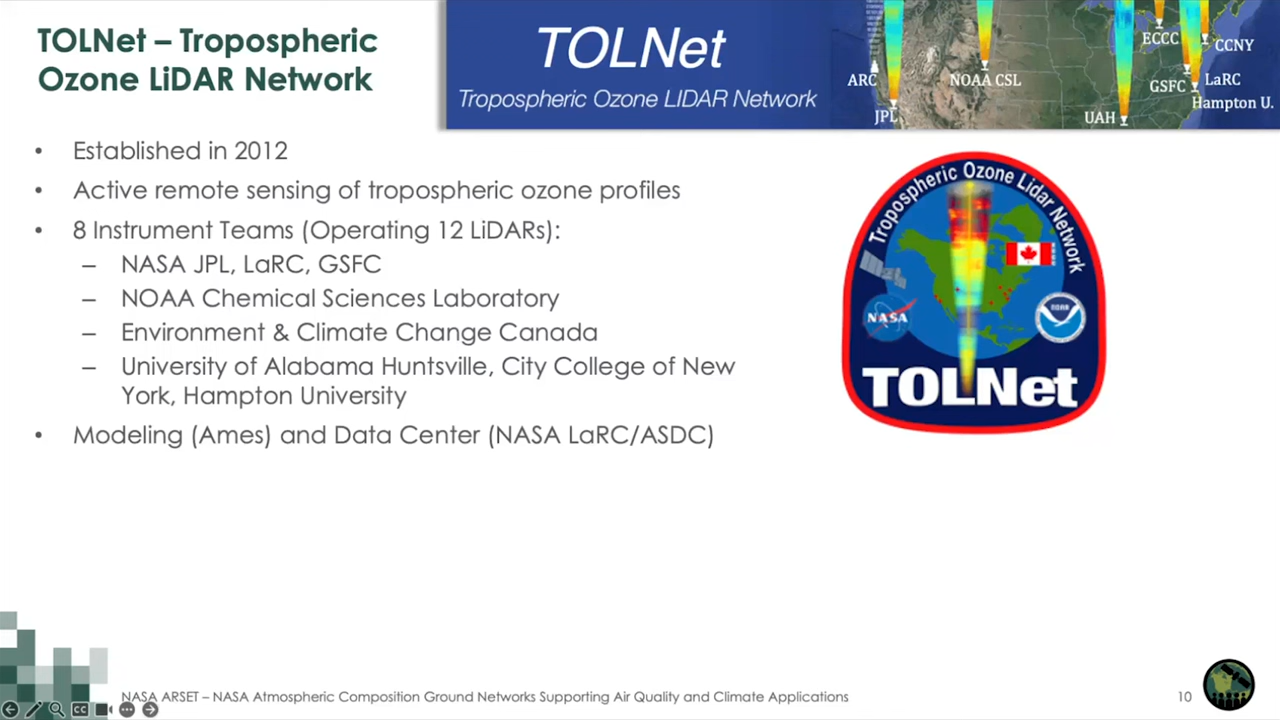 TOLNet – Tropospheric
Ozone LiDAR Network
TOLNet
Tropospheric Ozone LIDAR Network
ARC
JPL
NOAA CSL
UAH
ECCC
GSFC
CCNY
LaRC
Hampton U.
• Established in 2012
• Active remote sensing of tropospheric ozone profiles
• 8 Instrument Teams (Operating 12 LiDARs):
– NASA JPL, LaRC, GSFC
– NOAA Chemical Sciences Laboratory
– Environment & Climate Change Canada
– University of Alabama Huntsville, City College of New
York, Hampton University
• Modeling (Ames) and Data Center (NASA LaRC/ASDC)
Tropospheric Ozone Lidar Network
NASA
NOAA
TOLNet
NASA ARSET – NASA Atmospheric Composition Ground Networks Supporting Air Quality and Climate Applications
10
CC